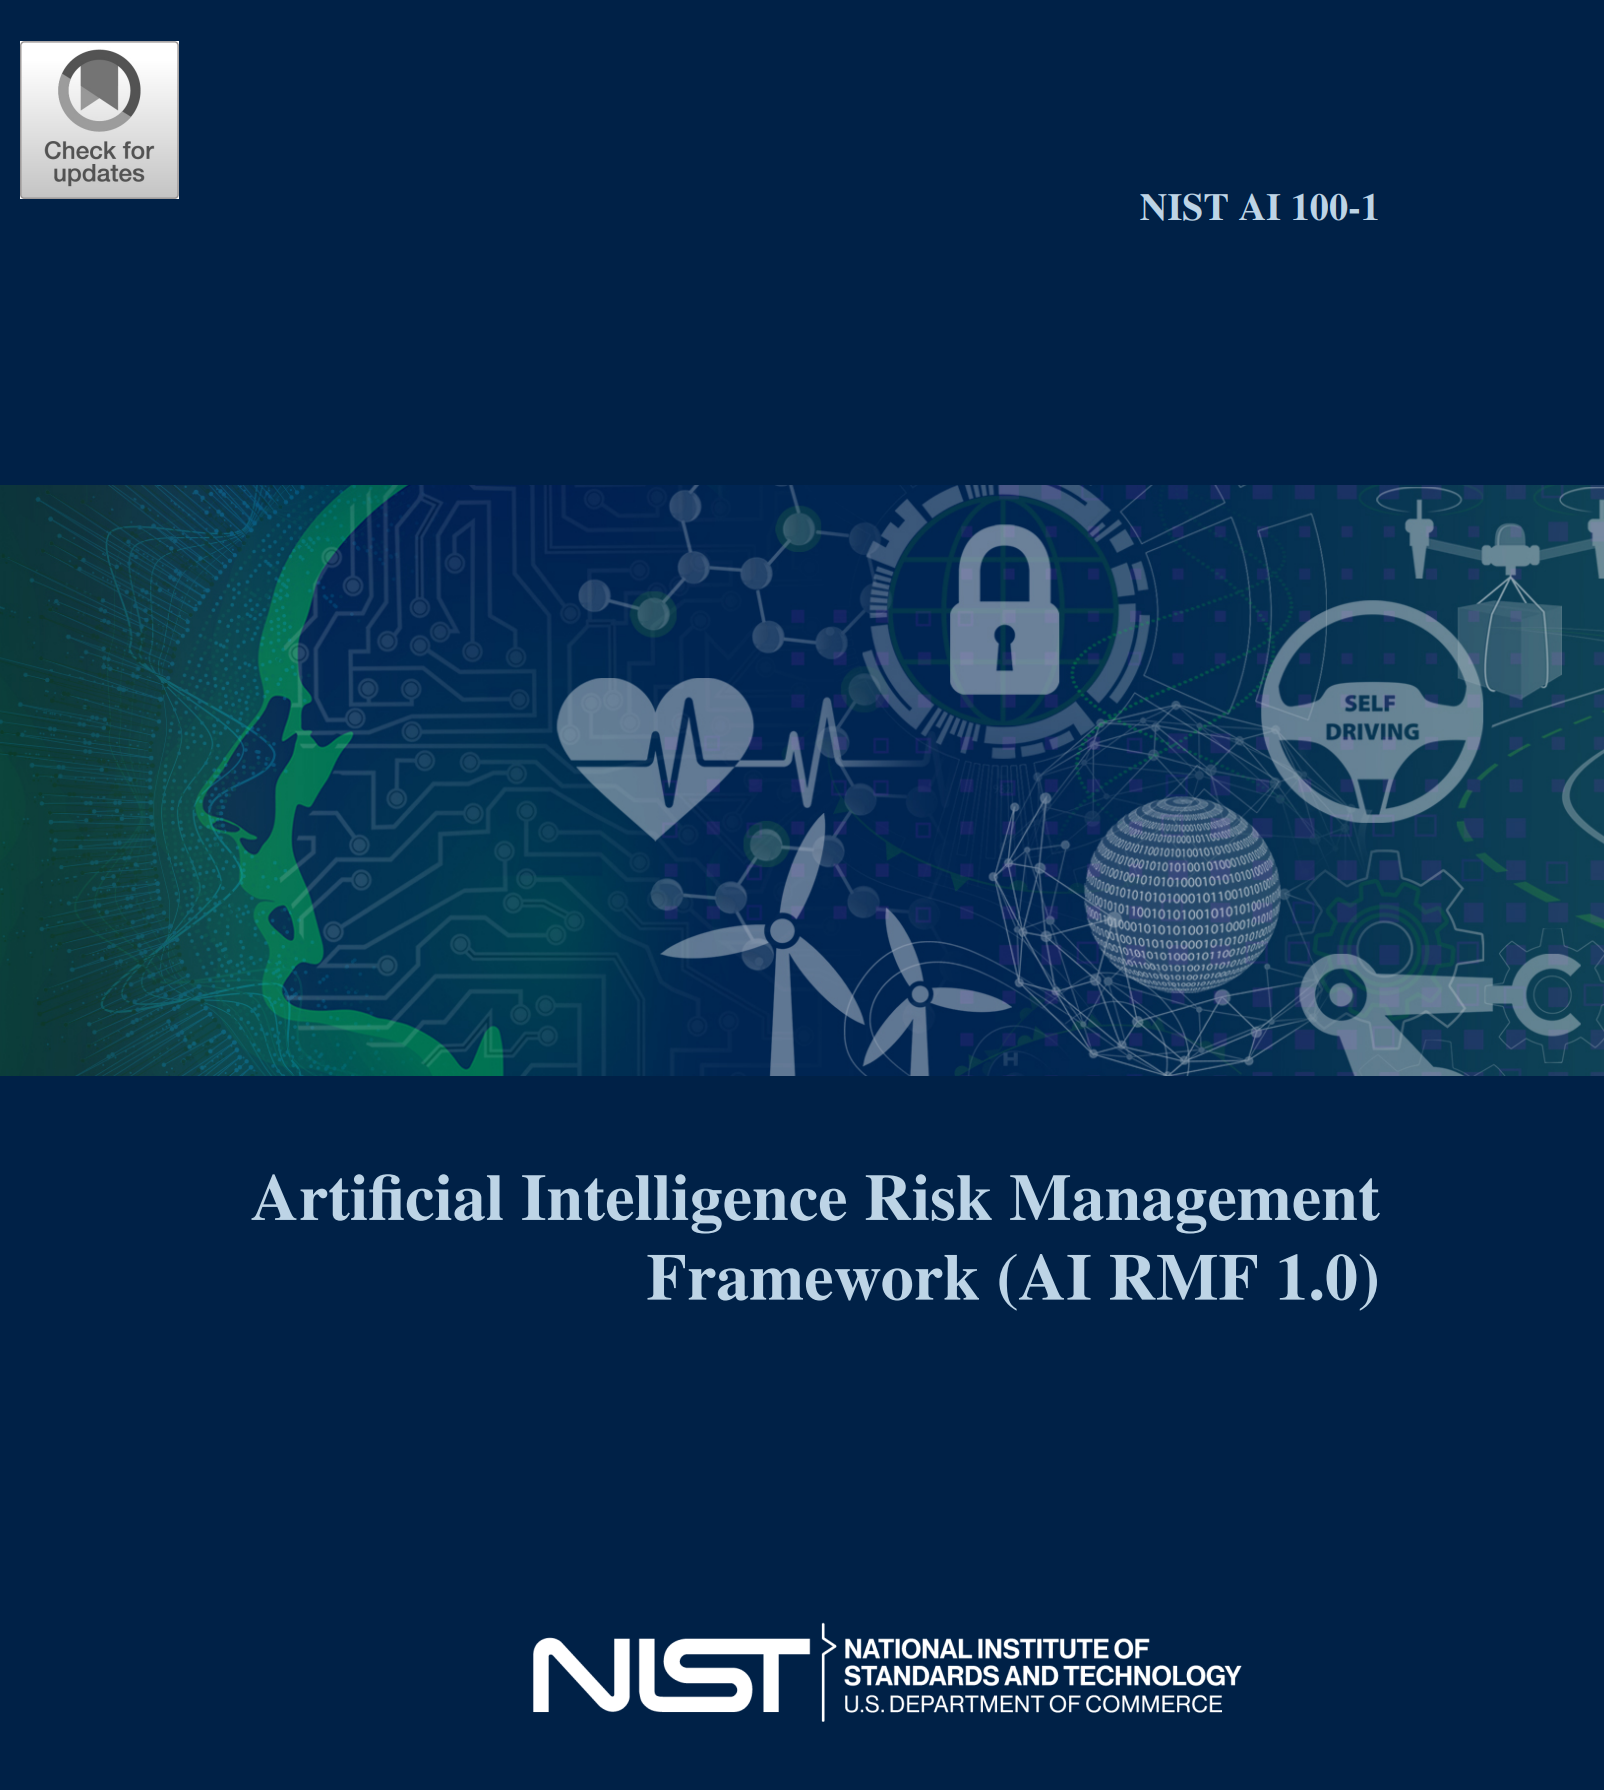 Check for
updates
NIST AI 100-1
SELF
DRIVING
H
Artificial Intelligence Risk Management
Framework (AI RMF 1.0)
NIST
NATIONAL INSTITUTE OF
STANDARDS AND TECHNOLOGY
U.S. DEPARTMENT OF COMMERCE